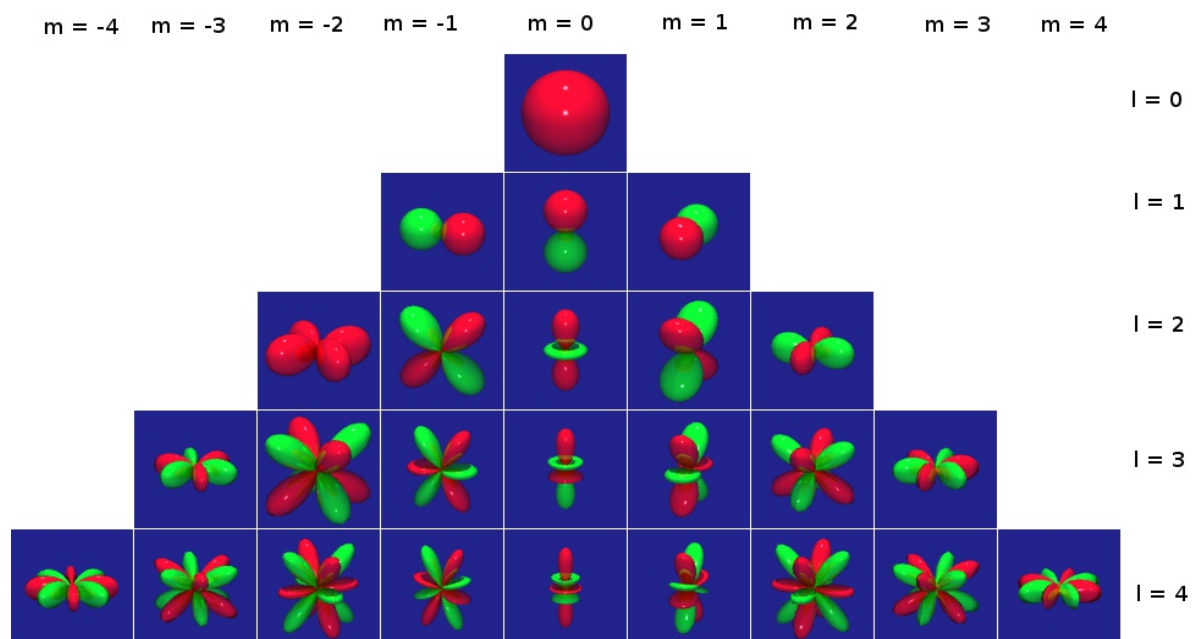 m = -4 m = -3 m = -2 m = -1 m = 0 m = 1 m = 2 m = 3 m = 4
l = 0
l = 1
l = 2
l = 3
l = 4